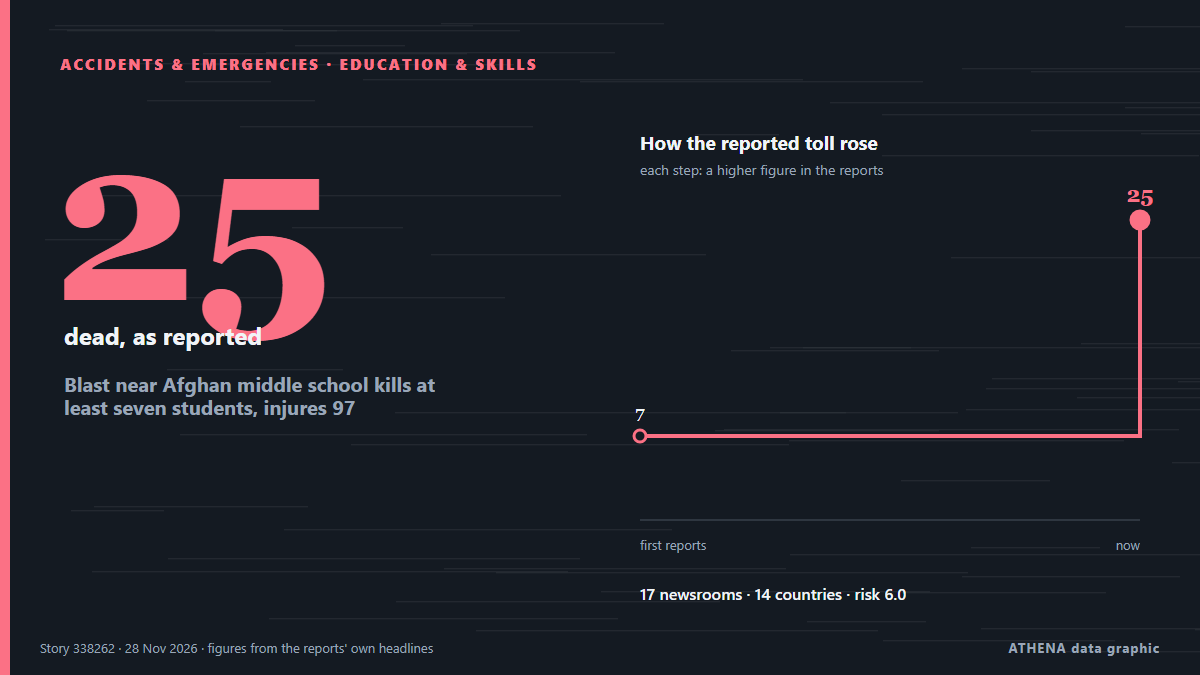 ACCIDENTS & EMERGENCIES · EDUCATION & SKILLS
25
dead, as reported
Blast near Afghan middle school kills at
least seven students, injures 97
How the reported toll rose
each step: a higher figure in the reports
25
7
first reports
now
17 newsrooms · 14 countries · risk 6.0
Story 338262 · 28 Nov 2026 · figures from the reports' own headlines
ATHENA data graphic